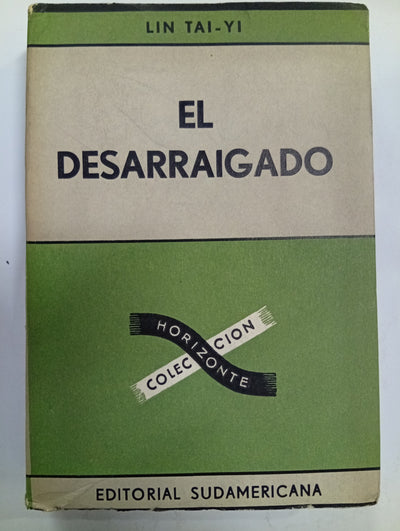 LIN TAI-YI
EL
DESARRAIGADO
COLECCION
HORIZONTE
EDITORIAL SUDAMERICANA